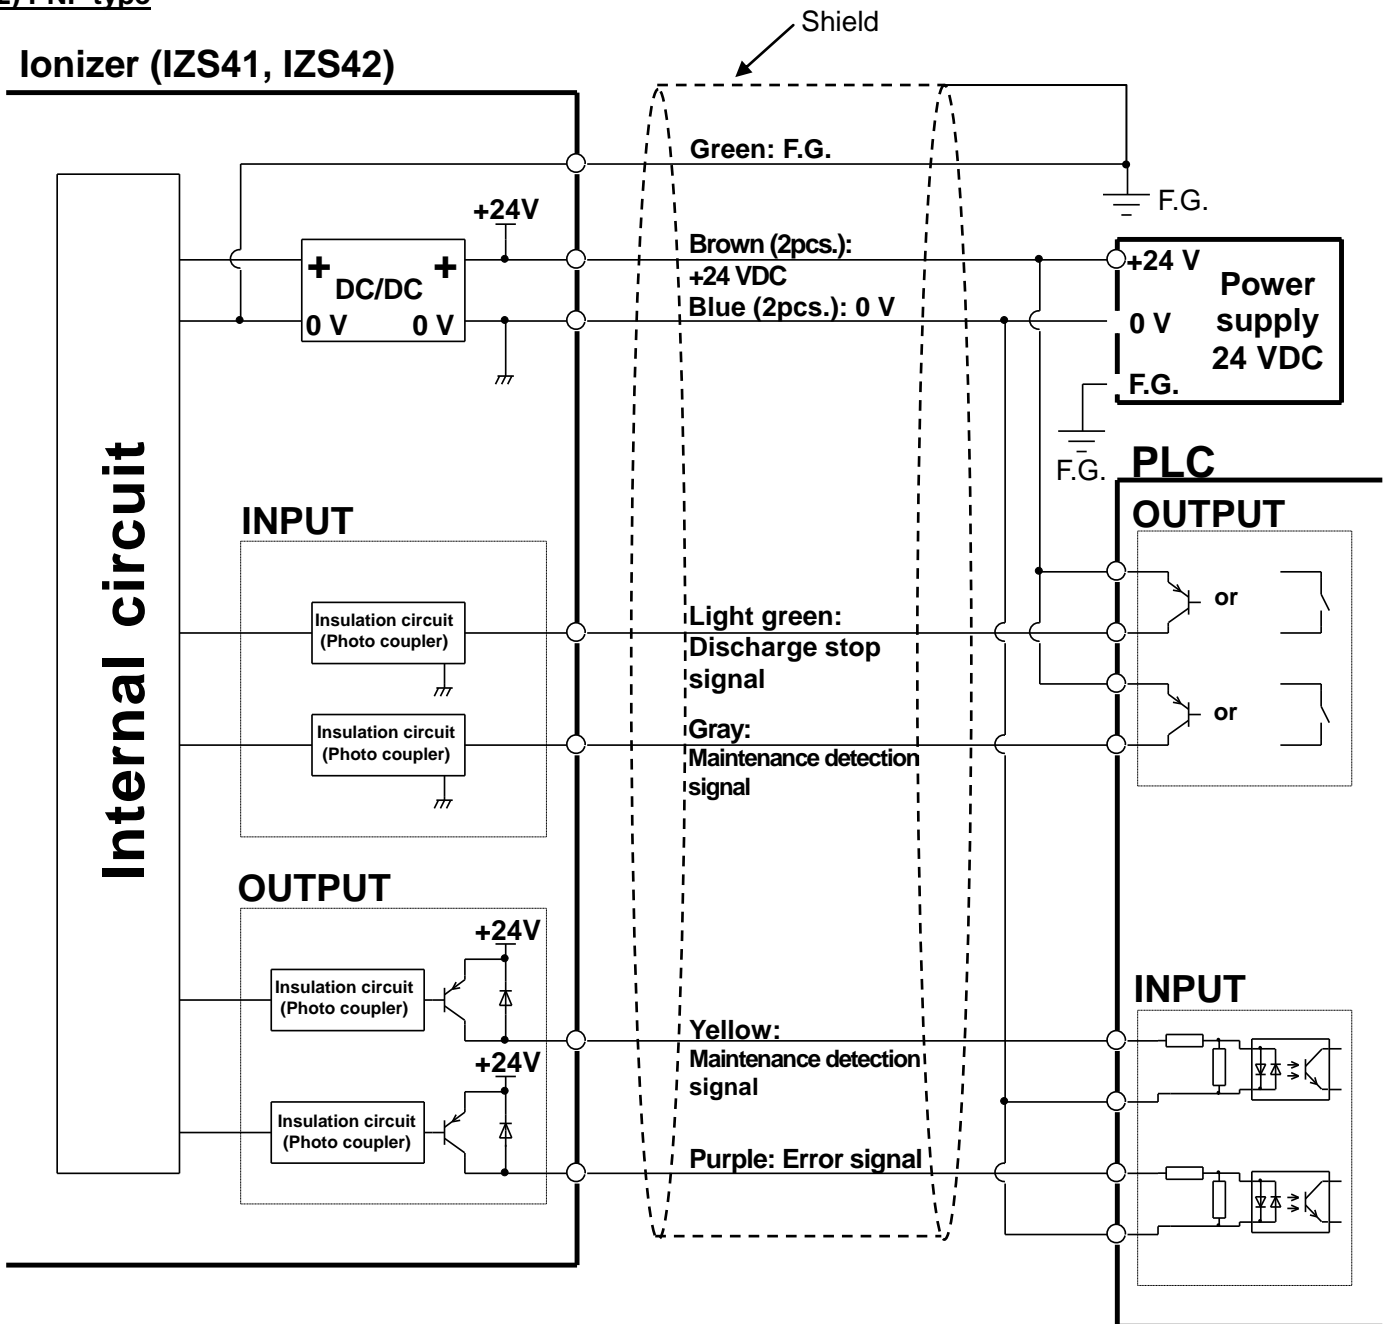 2) PNP type
Shield
Ionizer (IZS41, IZS42)
Green: F.G.
F.G.
+24V
Brown (2pcs.):
+24 VDC
Blue (2pcs.): 0 V
+ DC/DC +
0 V 0 V
+24 V
0 V
F.G.
Power
supply
24 VDC
F.G.
PLC
OUTPUT
Internal circuit
INPUT
Insulation circuit
(Photo coupler)
Light green:
Discharge stop
signal
or
Insulation circuit
(Photo coupler)
Gray:
Maintenance detection
signal
or
OUTPUT
+24V
Insulation circuit
(Photo coupler)
Yellow:
Maintenance detection
signal
INPUT
+24V
Insulation circuit
(Photo coupler)
Purple: Error signal